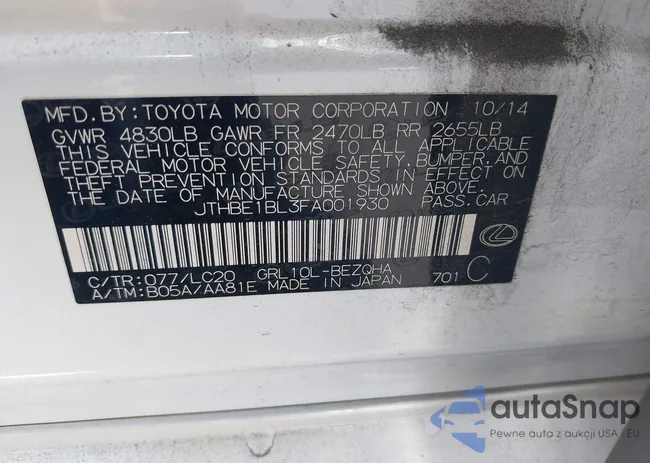 MFD. BY: TOYOTA MOTOR CORPORATION 10/14
GVWR 4830LB GAWR FR 2470LB RR 2655LB
THIS VEHICLE CONFORMS TO ALL APPLICABLE
FEDERAL MOTOR VEHICLE SAFETY, BUMPER, AND
THEFT PREVENTION STANDARDS IN EFFECT ON
THE DATE OF MANUFACTURE SHOWN ABOVE.
JTHBE1BL3FA001930 PASS. CAR
C/TR: 077/LC20 GRL10L-BEZQHA
A/TM: B05A/AA81E MADE IN JAPAN 701 C
autaSnap
Pewne auta z aukcji USA i EU